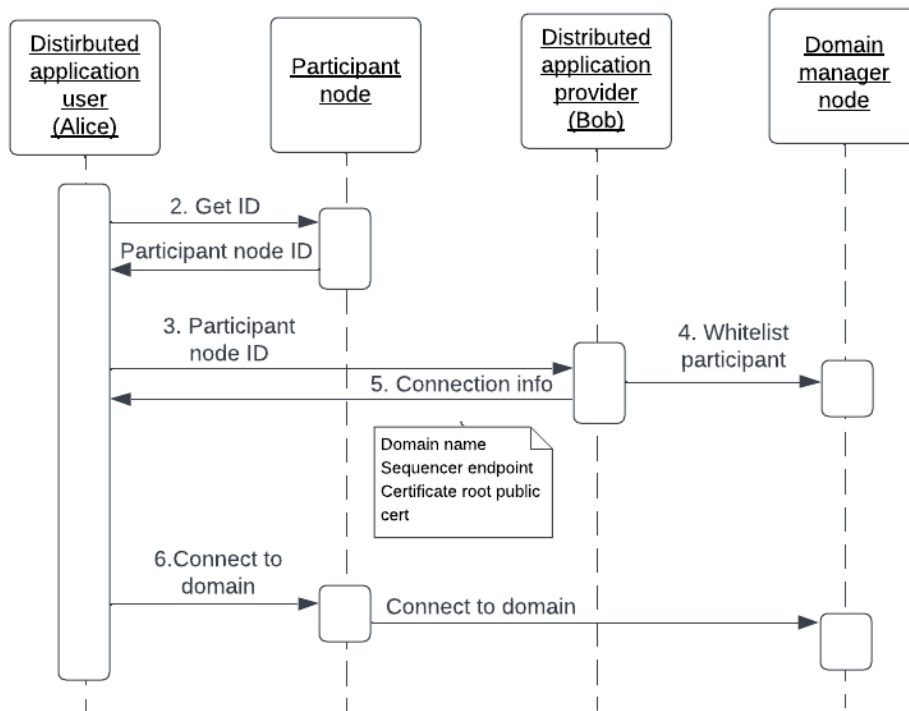 Distirbuted
application
user
(Alice)
Participant
node
Distributed
application
provider
(Bob)
Domain
manager
node
2. Get ID
Participant node ID
3. Participant
node ID
4. Whitelist
participant
5. Connection info
Domain name
Sequencer endpoint
Certificate root public
cert
6.Connect to
domain
Connect to domain